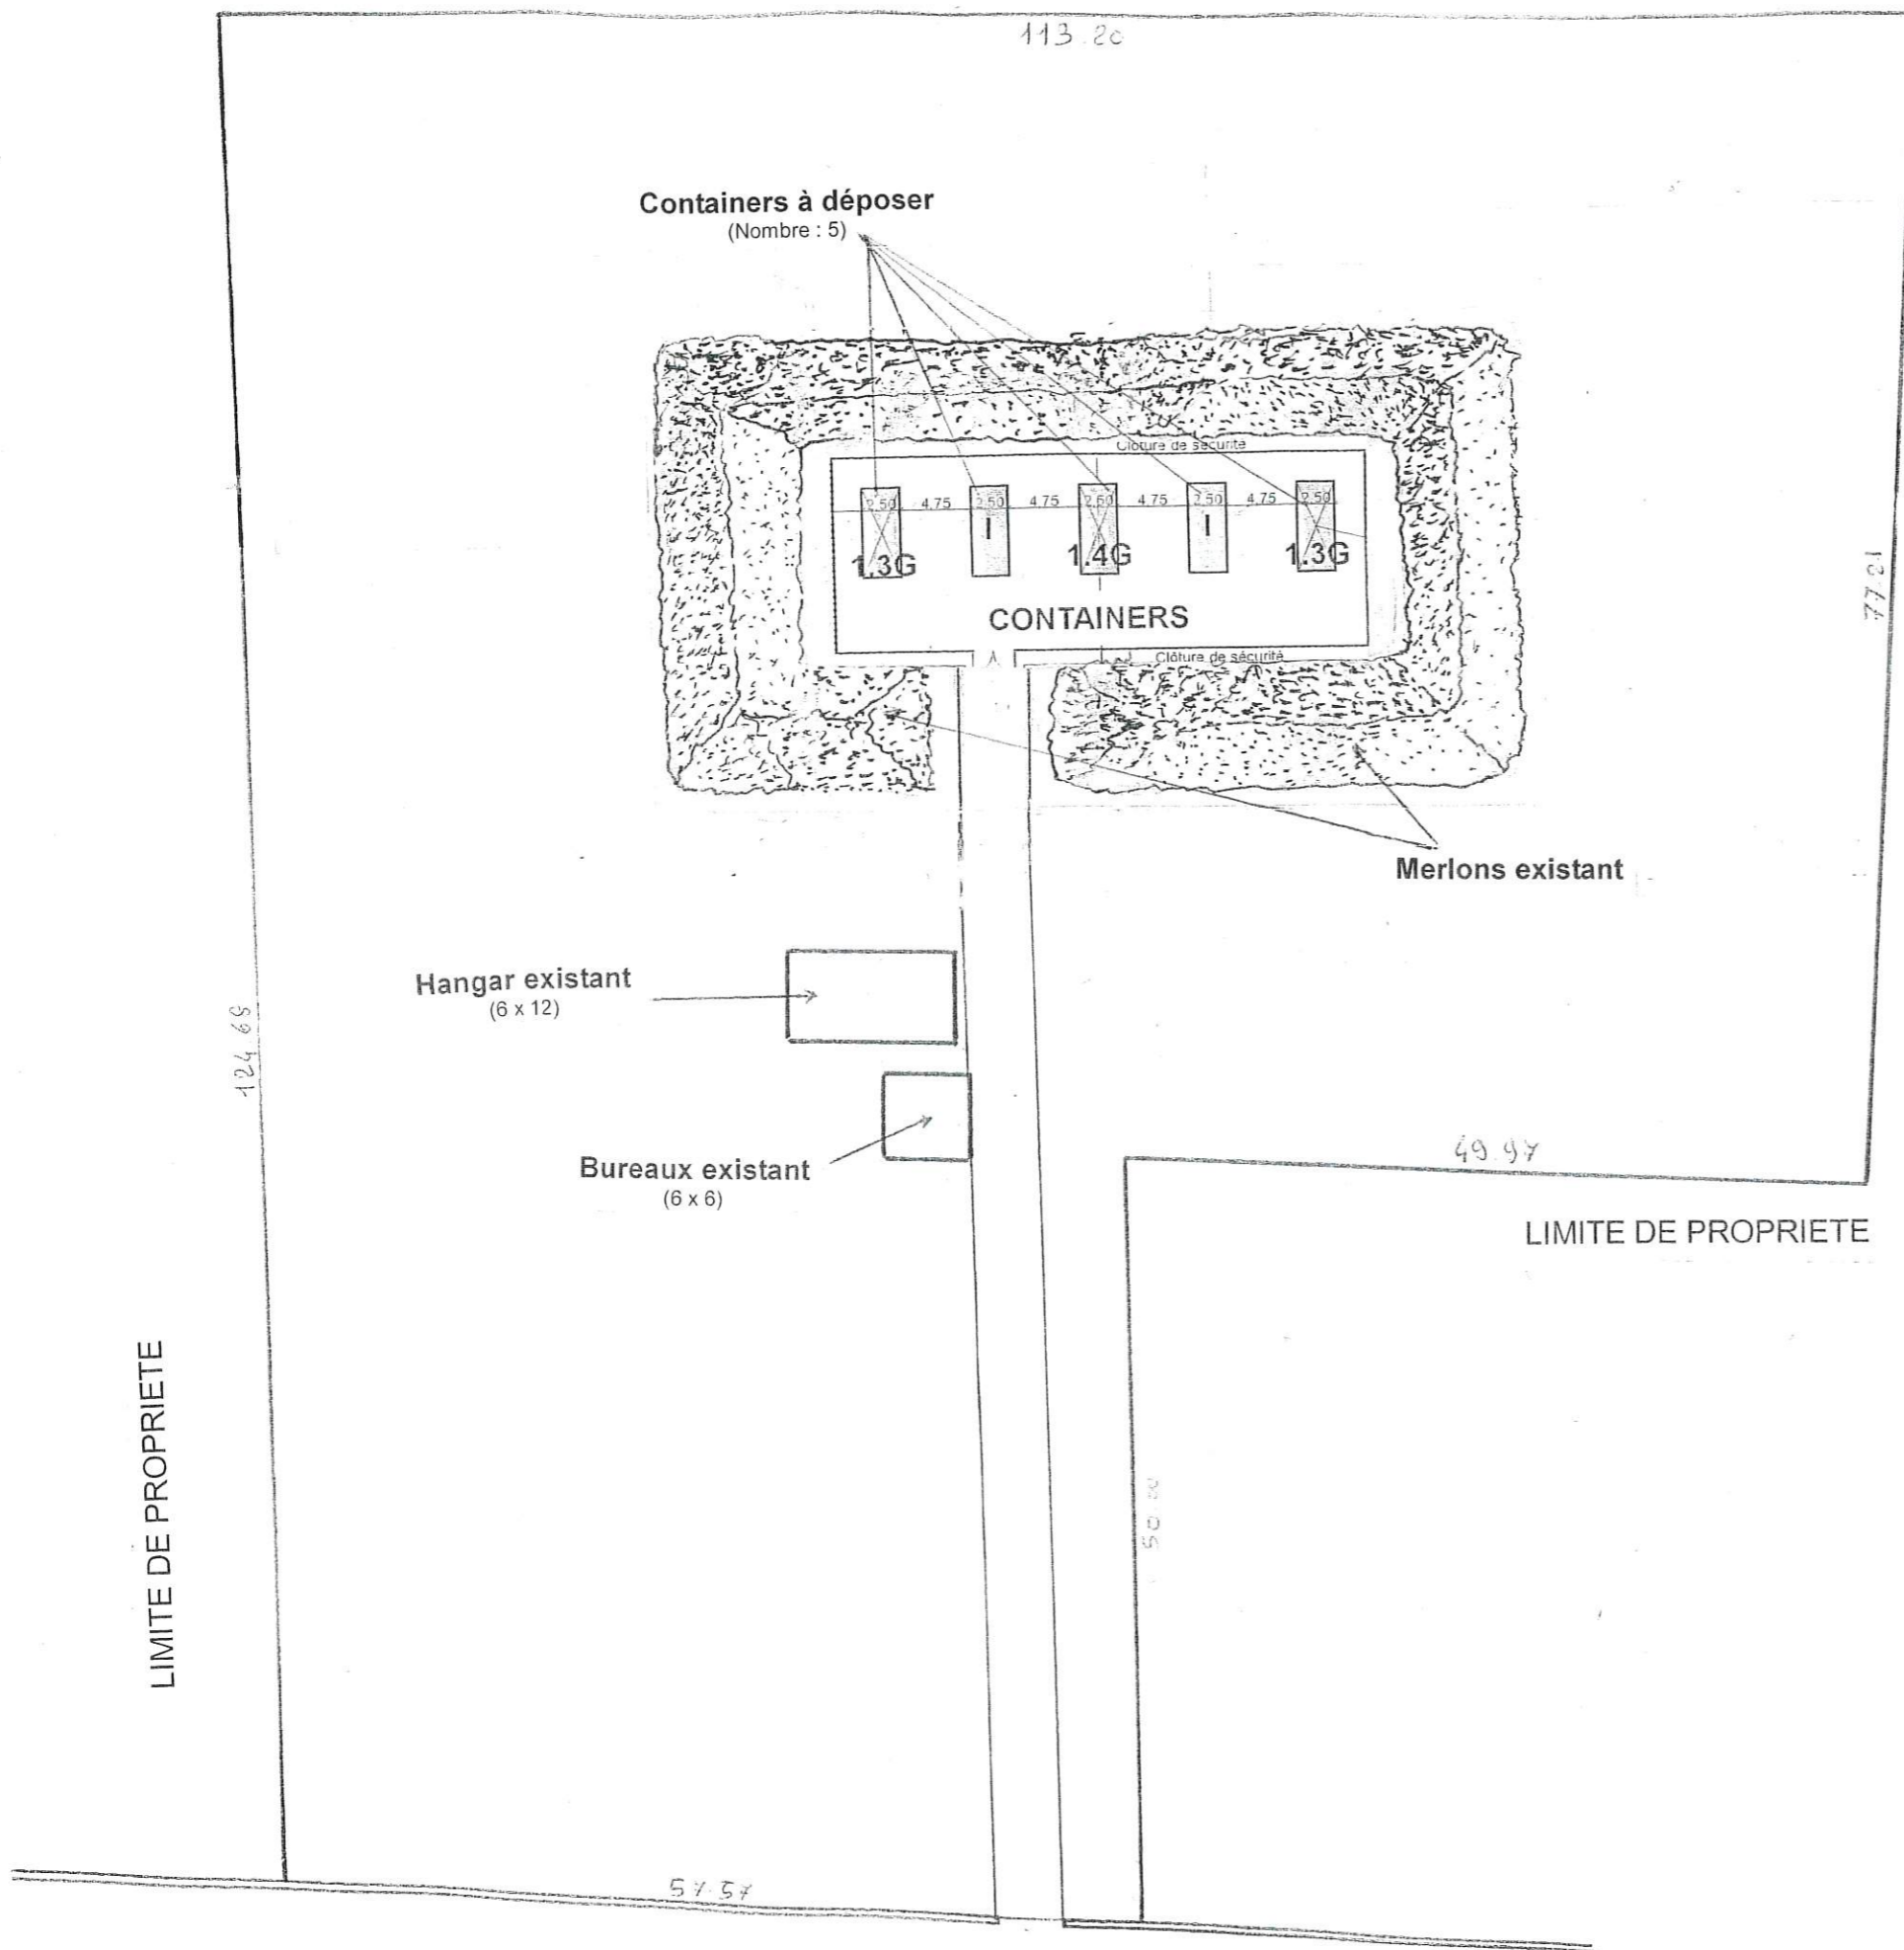 113.20
Containers à déposer
(Nombre : 5)
Clôture de sécurité
2.50 4.75 2.50 4.75 2.50 4.75 2.50 4.75 2.50
I I
1.3G 1.4G 1.3G
CONTAINERS
Clôture de sécurité
77.21
Merlons existant
Hangar existant
(6 x 12)
124.69
Bureaux existant
(6 x 6)
49.97
LIMITE DE PROPRIETE
LIMITE DE PROPRIETE
57.57